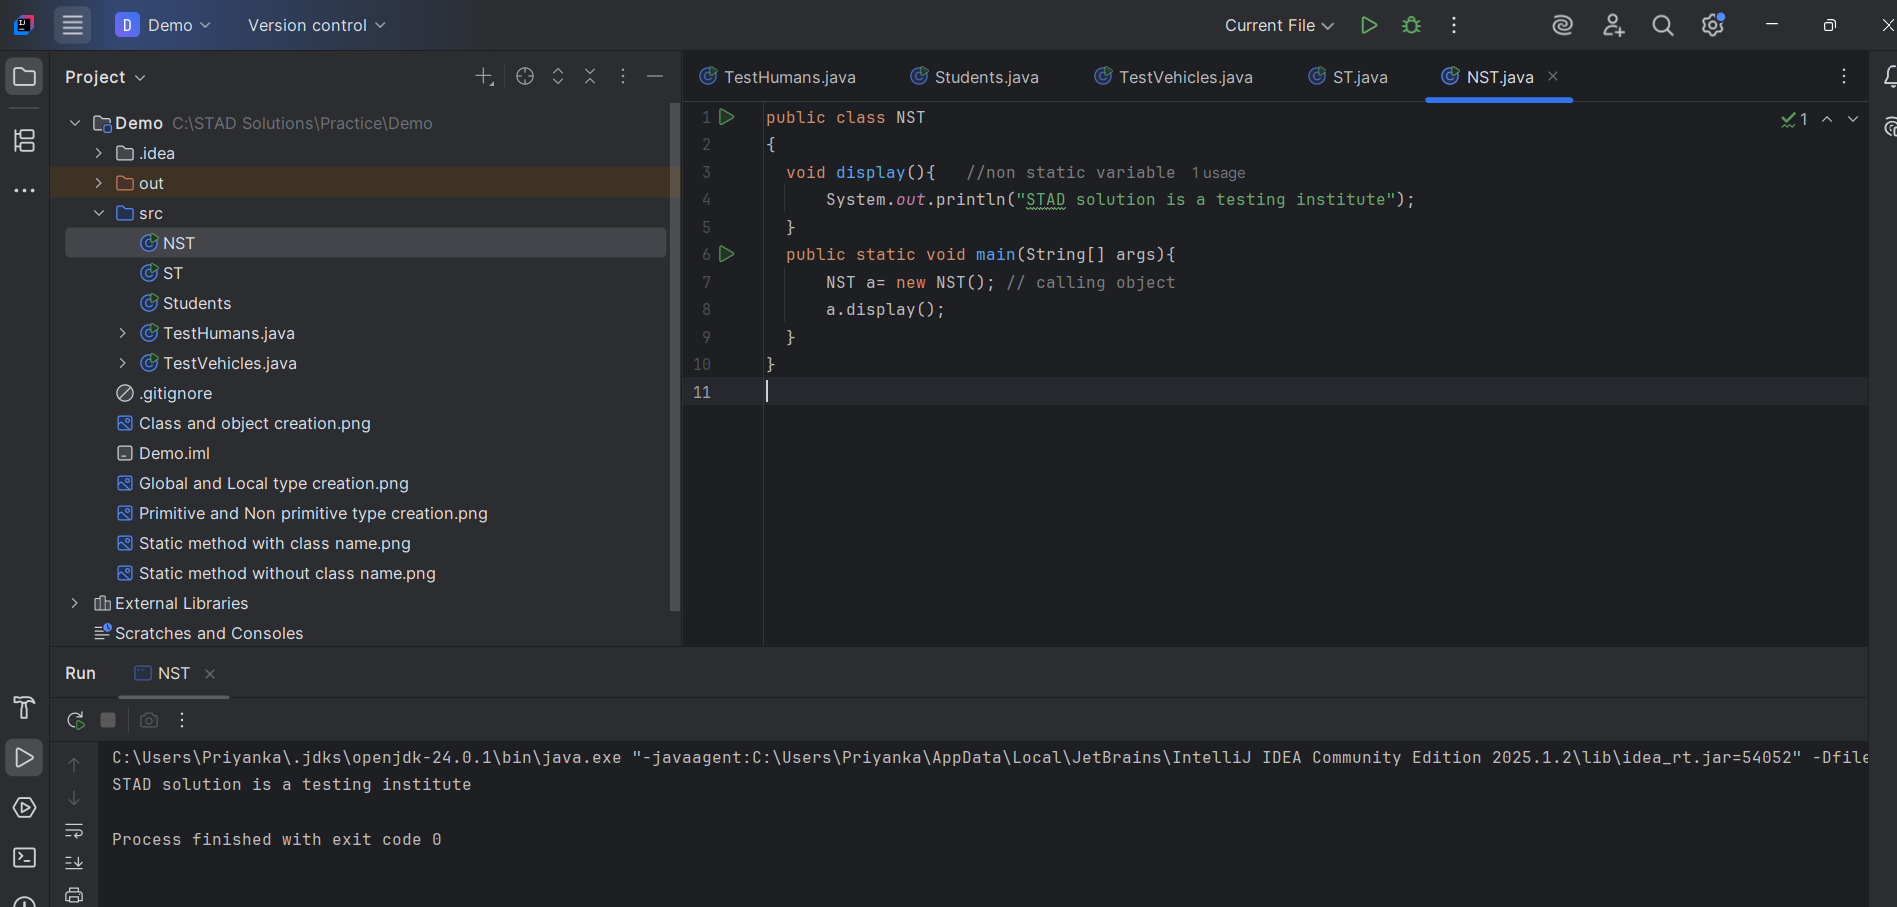 D Demo Version control Current File
Project
TestHumans.java Students.java TestVehicles.java ST.java NST.java
Demo C:\STAD Solutions\Practice\Demo
.idea
out
src
NST
ST
Students
TestHumans.java
TestVehicles.java
.gitignore
Class and object creation.png
Demo.iml
Global and Local type creation.png
Primitive and Non primitive type creation.png
Static method with class name.png
Static method without class name.png
External Libraries
Scratches and Consoles
1 public class NST 1
2 {
3 void display(){ //non static variable 1 usage
4 System.out.println("STAD solution is a testing institute");
5 }
6 public static void main(String[] args){
7 NST a= new NST(); // calling object
8 a.display();
9 }
10 }
11
Run NST
C:\Users\Priyanka\.jdks\openjdk-24.0.1\bin\java.exe "-javaagent:C:\Users\Priyanka\AppData\Local\JetBrains\IntelliJ IDEA Community Edition 2025.1.2\lib\idea_rt.jar=54052" -Dfile
STAD solution is a testing institute
Process finished with exit code 0